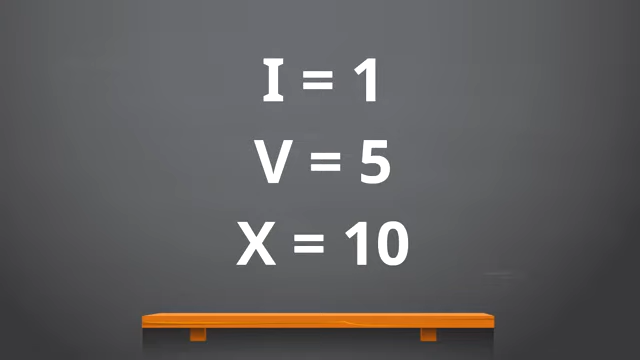 I = 1
V = 5
X = 10